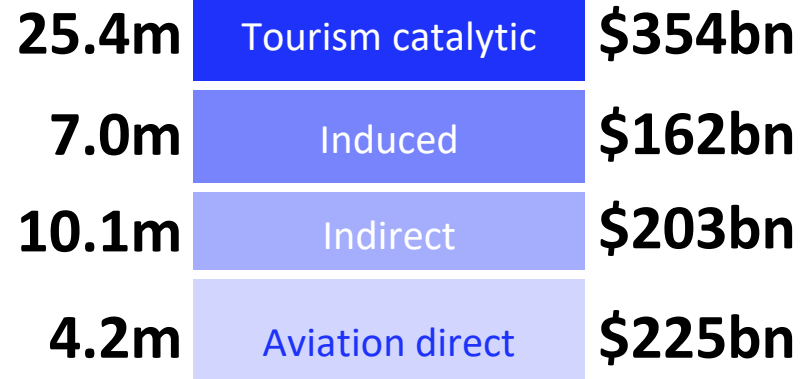 25.4m Tourism catalytic $354bn
7.0m Induced $162bn
10.1m Indirect $203bn
4.2m Aviation direct $225bn